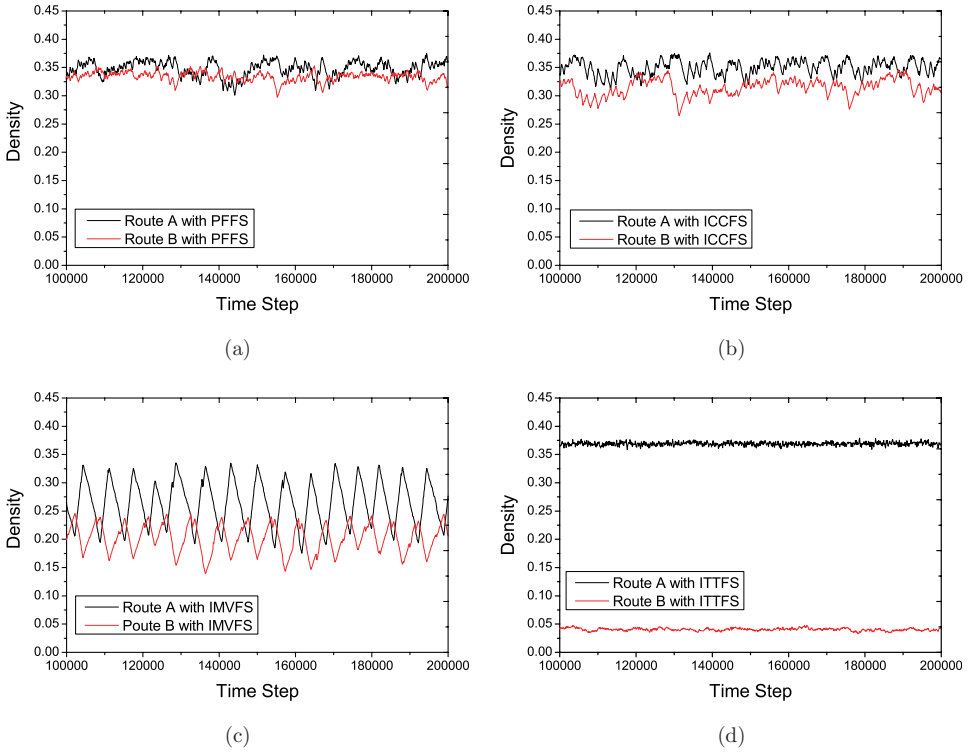 0.45
0.40
0.35
0.30
0.25
0.20
0.15
0.10
0.05
0.00
Density
Route A with PFFS
Route B with PFFS
100000 120000 140000 160000 180000 200000
Time Step
(a)
0.45
0.40
0.35
0.30
0.25
0.20
0.15
0.10
0.05
0.00
Density
Route A with ICCFS
Route B with ICCFS
100000 120000 140000 160000 180000 200000
Time Step
(b)
0.45
0.40
0.35
0.30
0.25
0.20
0.15
0.10
0.05
0.00
Density
Route A with IMVFS
Poute B with IMVFS
100000 120000 140000 160000 180000 200000
Time Step
(c)
0.45
0.40
0.35
0.30
0.25
0.20
0.15
0.10
0.05
0.00
Density
Route A with ITTFS
Route B with ITTFS
100000 120000 140000 160000 180000 200000
Time Step
(d)